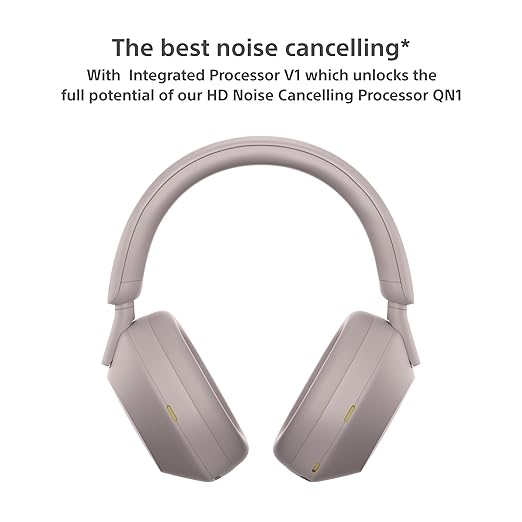 The best noise cancelling*
With Integrated Processor V1 which unlocks the
full potential of our HD Noise Cancelling Processor QN1